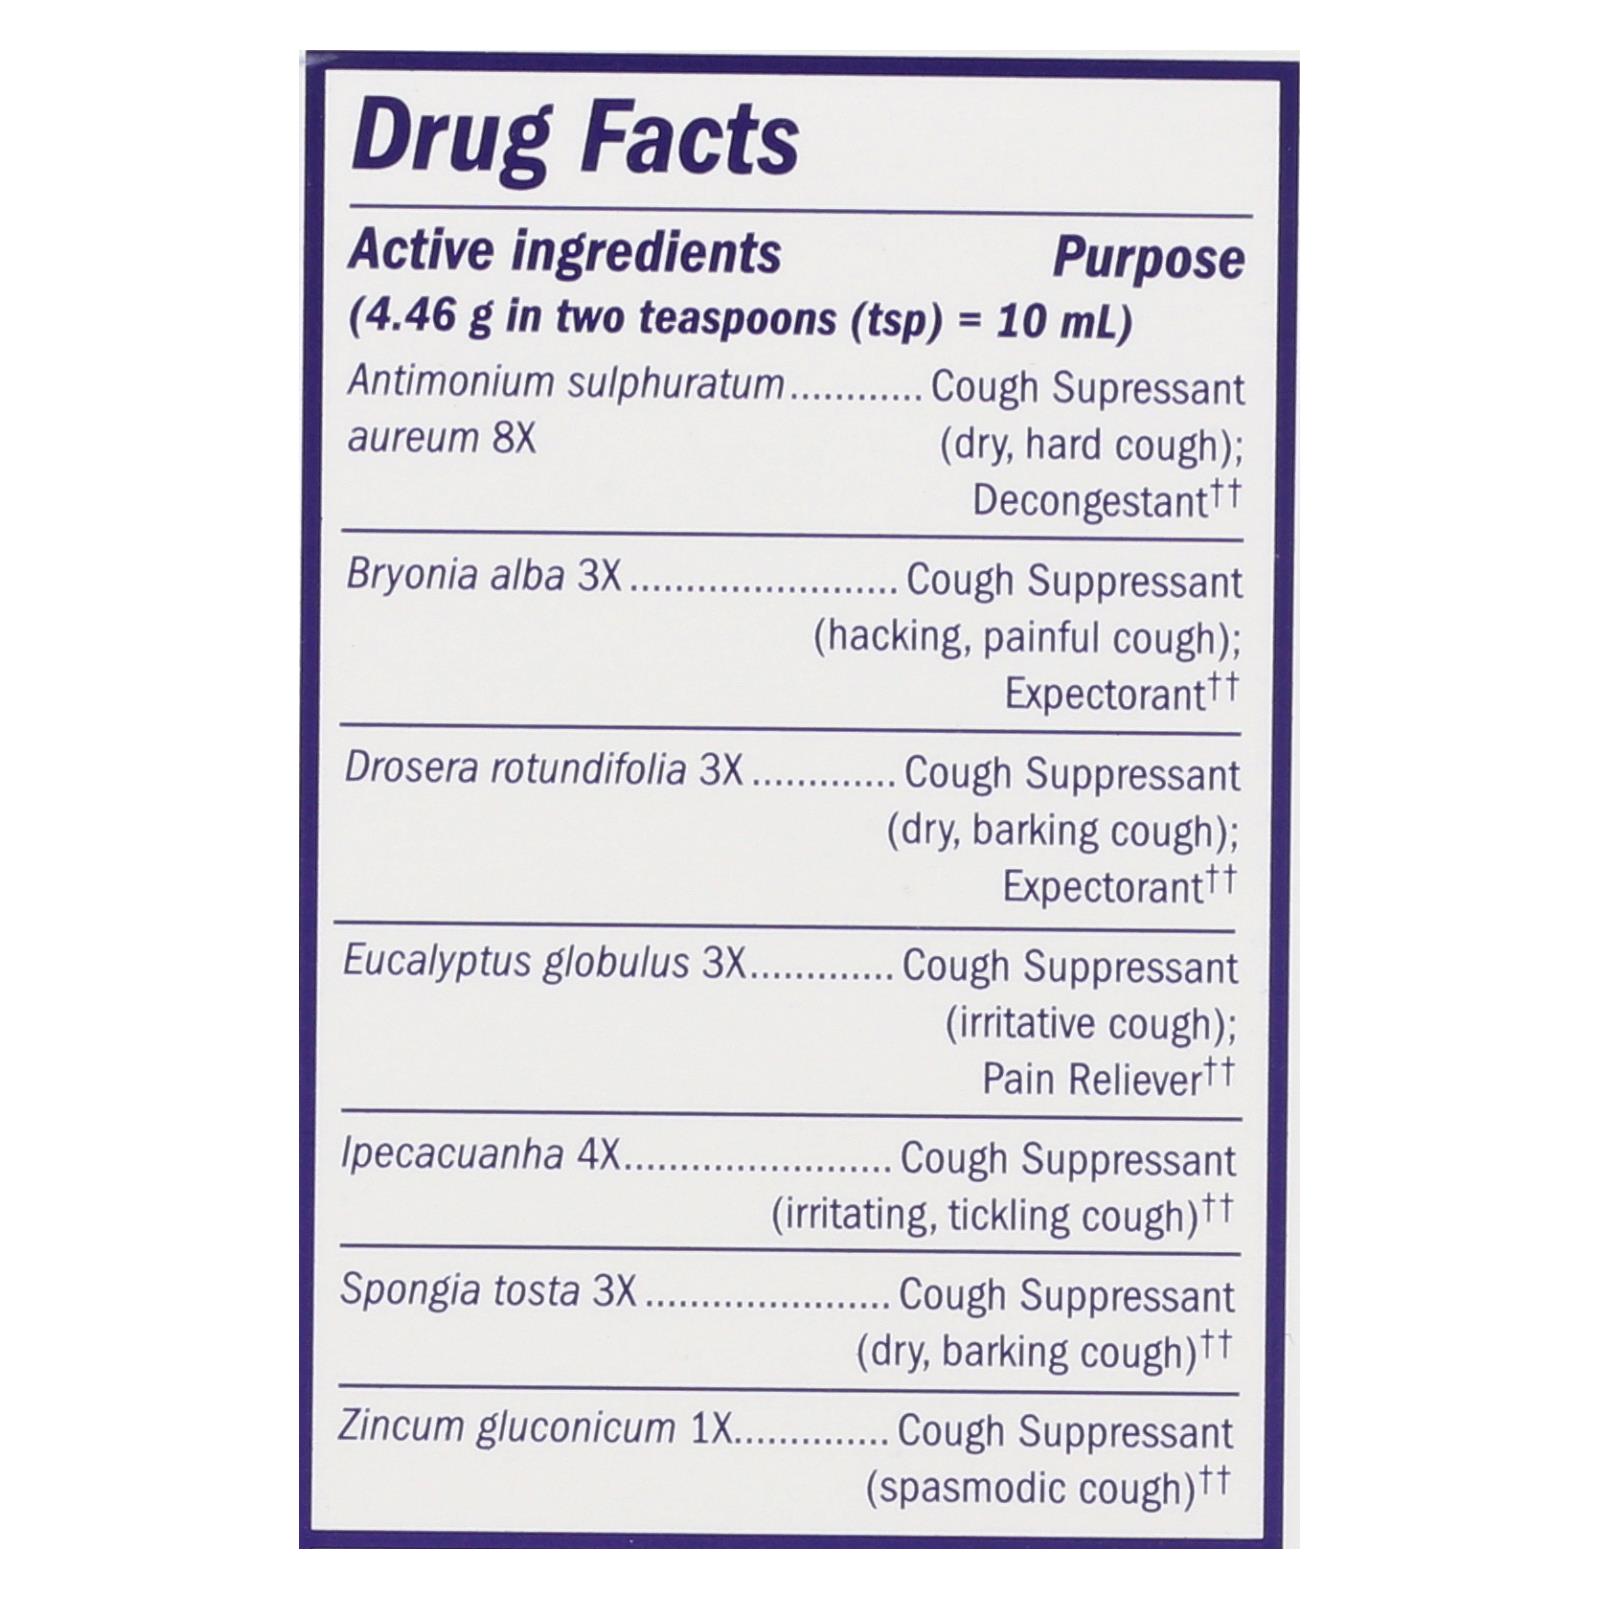 Drug Facts
Active ingredients Purpose
(4.46 g in two teaspoons (tsp) = 10 mL)
Antimonium sulphuratum............ Cough Supressant
aureum 8X (dry, hard cough);
Decongestant††
Bryonia alba 3X........................ Cough Suppressant
(hacking, painful cough);
Expectorant††
Drosera rotundifolia 3X............. Cough Suppressant
(dry, barking cough);
Expectorant††
Eucalyptus globulus 3X............. Cough Suppressant
(irritative cough);
Pain Reliever††
Ipecacuanha 4X........................ Cough Suppressant
(irritating, tickling cough)††
Spongia tosta 3X...................... Cough Suppressant
(dry, barking cough)††
Zincum gluconicum 1X.............. Cough Suppressant
(spasmodic cough)††